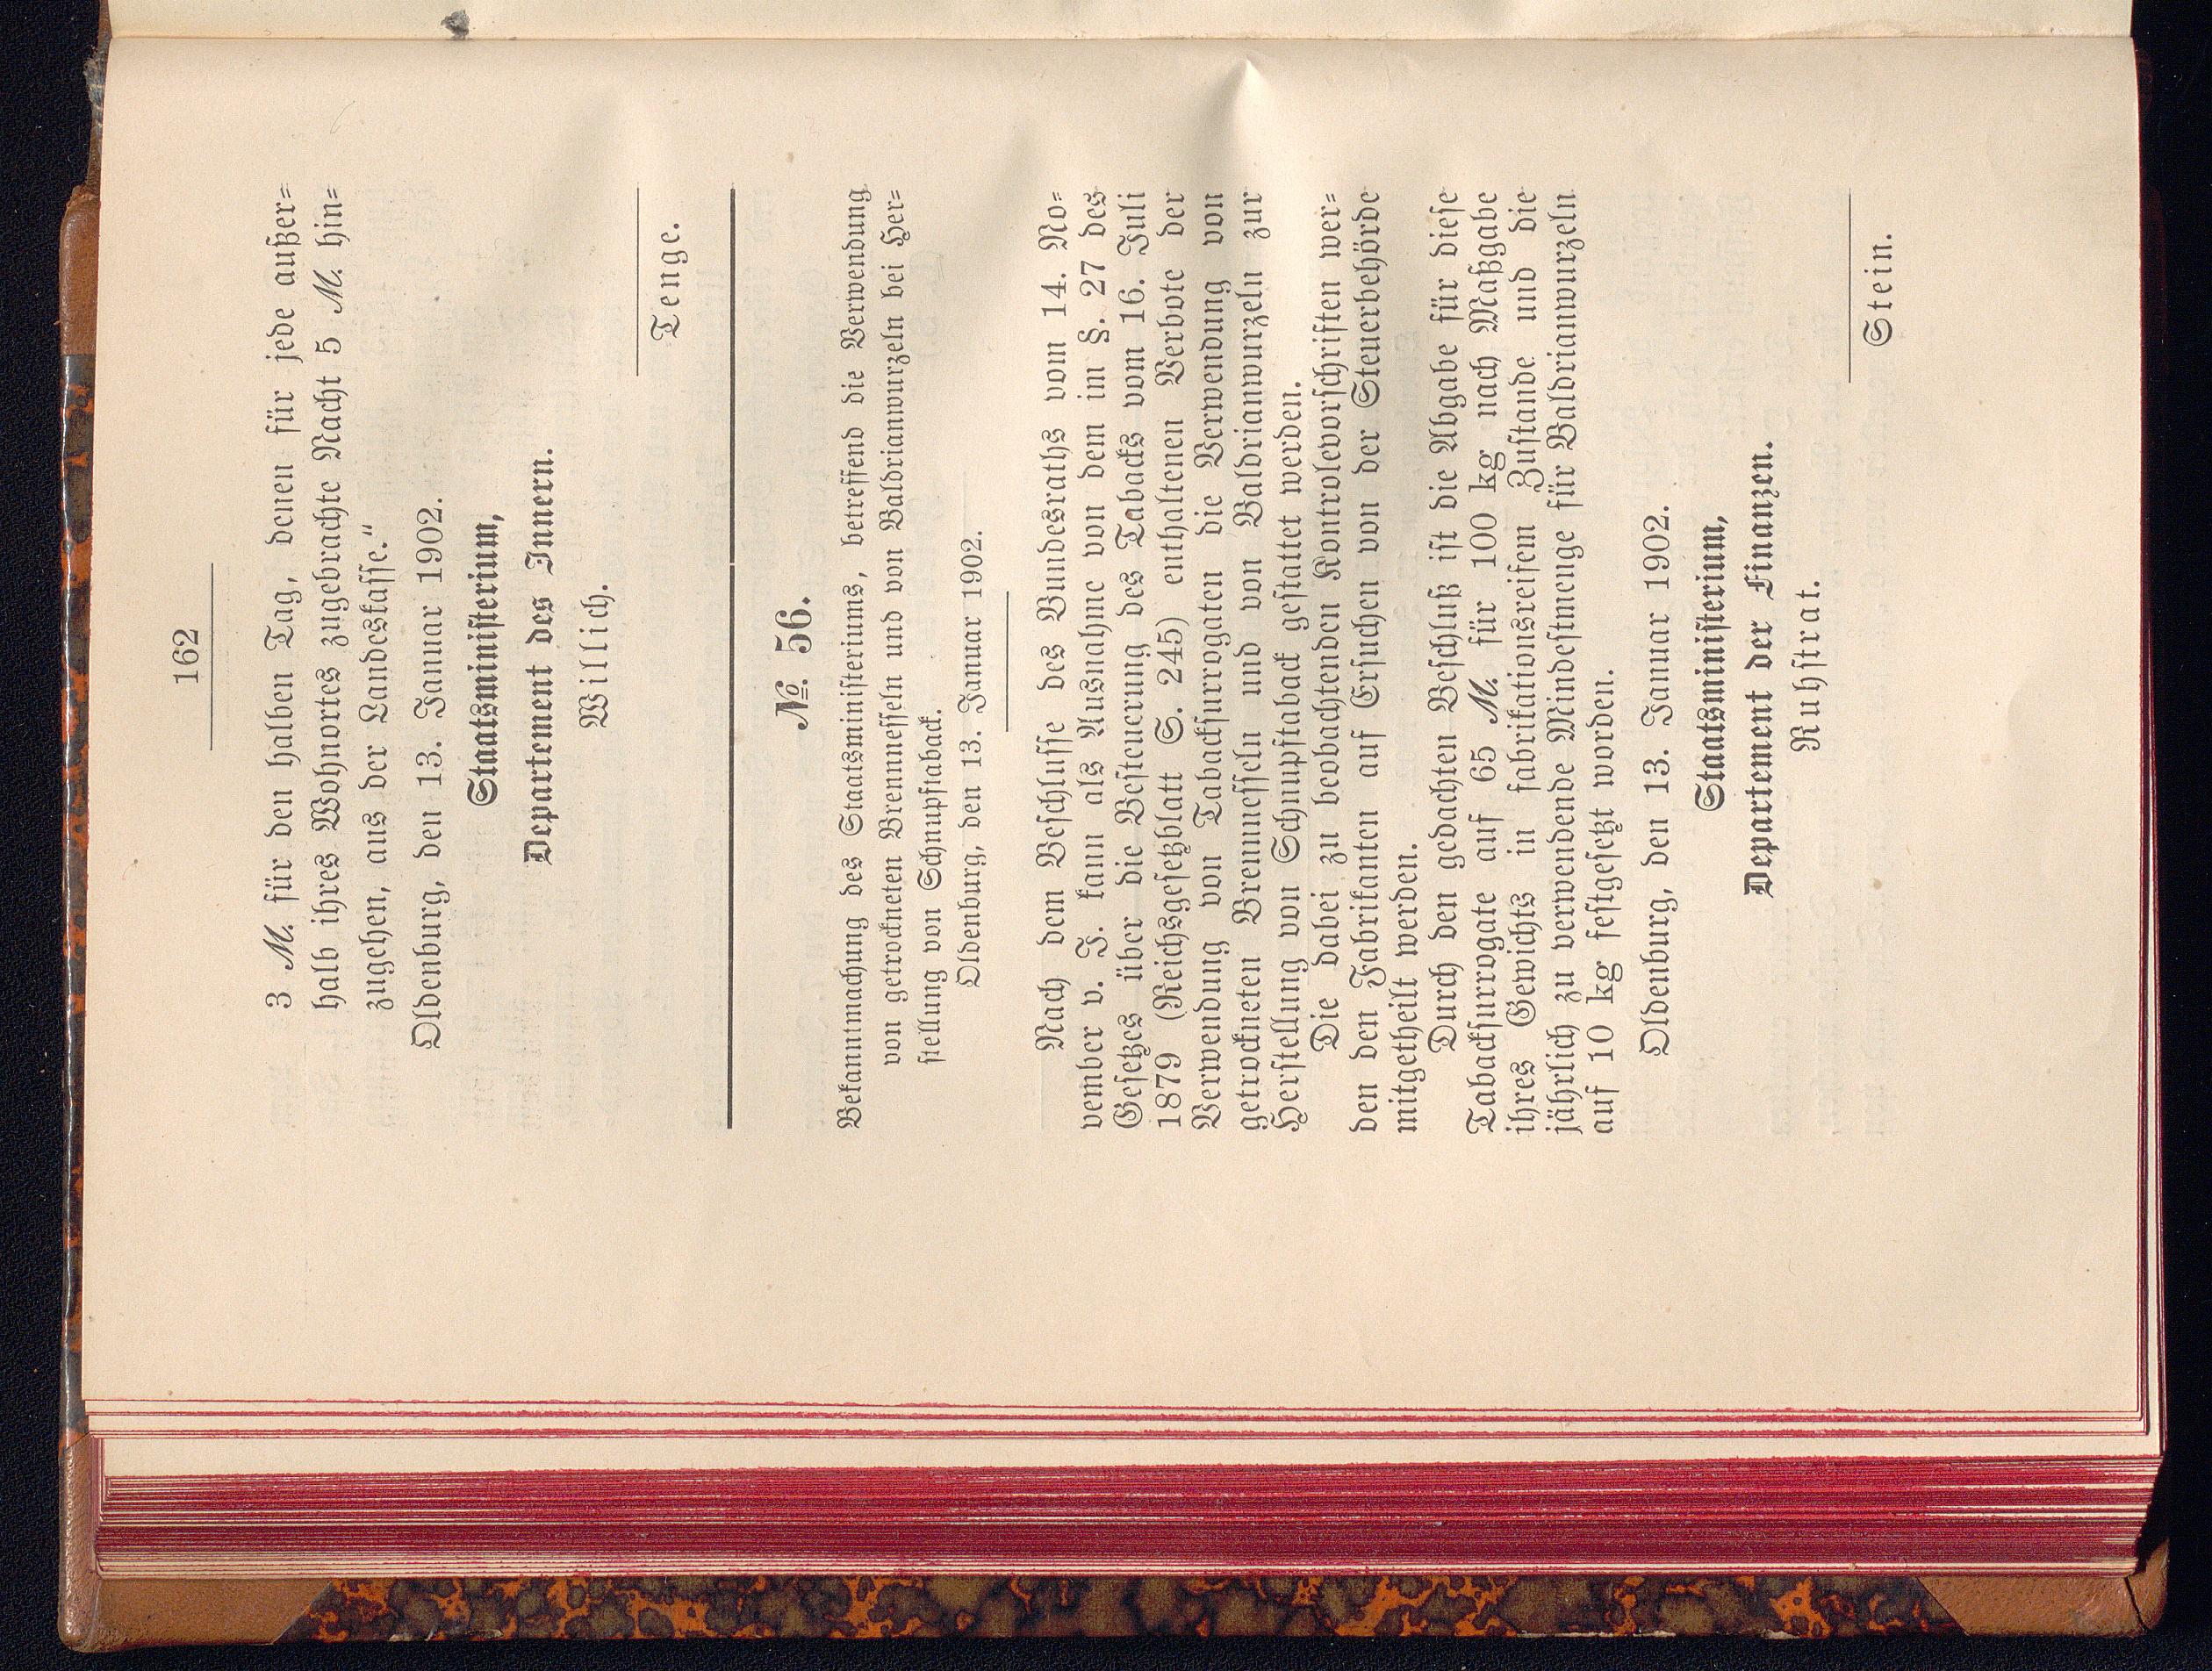 162
3 M. für den halben Tag, denen für jede außer=
halb ihres Wohnortes zugebrachte Nacht 5 M. hin=
zugehen, aus der Landeskasse.“
Oldenburg, den 13. Januar 1902.
Staatsministerium,
Departement des Innern.
Willich.
Tenge.
No. 56.
Bekanntmachung des Staatsministeriums, betreffend die Verwendung
von getrockneten Brennnesseln und von Baldrianwurzeln bei Her=
stellung von Schnupftaback.
Oldenburg, den 13. Januar 1902.
Nach dem Beschlusse des Bundesraths vom 14. No=
vember v. J. kann als Ausnahme von dem im §. 27 des
Gesetzes über die Besteuerung des Tabacks vom 16. Juli
1879 (Reichsgesetzblatt S. 245) enthaltenen Verbote der
Verwendung von Tabacksurrogaten die Verwendung von
getrockneten Brennnesseln und von Baldrianwurzeln zur
Herstellung von Schnupftaback gestattet werden.
Die dabei zu beobachtenden Kontrolevorschriften wer=
den den Fabrikanten auf Ersuchen von der Steuerbehörde
mitgetheilt werden.
Durch den gedachten Beschluß ist die Abgabe für diese
Tabacksurrogate auf 65 M. für 100 kg nach Maßgabe
ihres Gewichts in fabrikationsreifem Zustande und die
jährlich zu verwendende Mindestmenge für Baldrianwurzeln
auf 10 kg festgesetzt worden.
Oldenburg, den 13. Januar 1902.
Staatsministerium,
Departement der Finanzen.
Ruhstrat.
Stein.